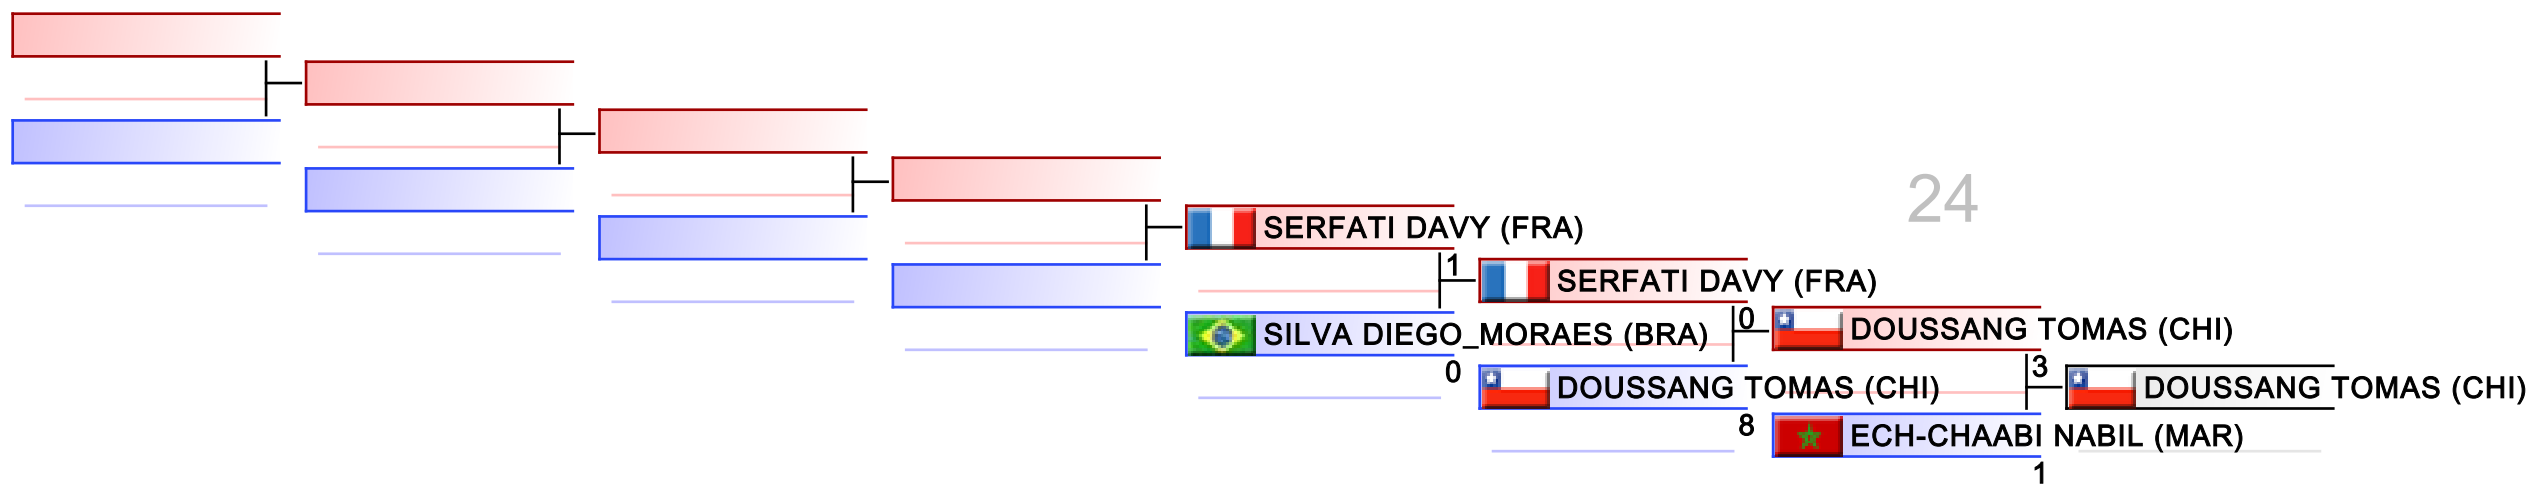 24
SERFATI DAVY (FRA)
1
SERFATI DAVY (FRA)
0
SILVA DIEGO_MORAES (BRA)
DOUSSANG TOMAS (CHI)
3
0
DOUSSANG TOMAS (CHI)
DOUSSANG TOMAS (CHI)
8
ECH-CHAABI NABIL (MAR)
1